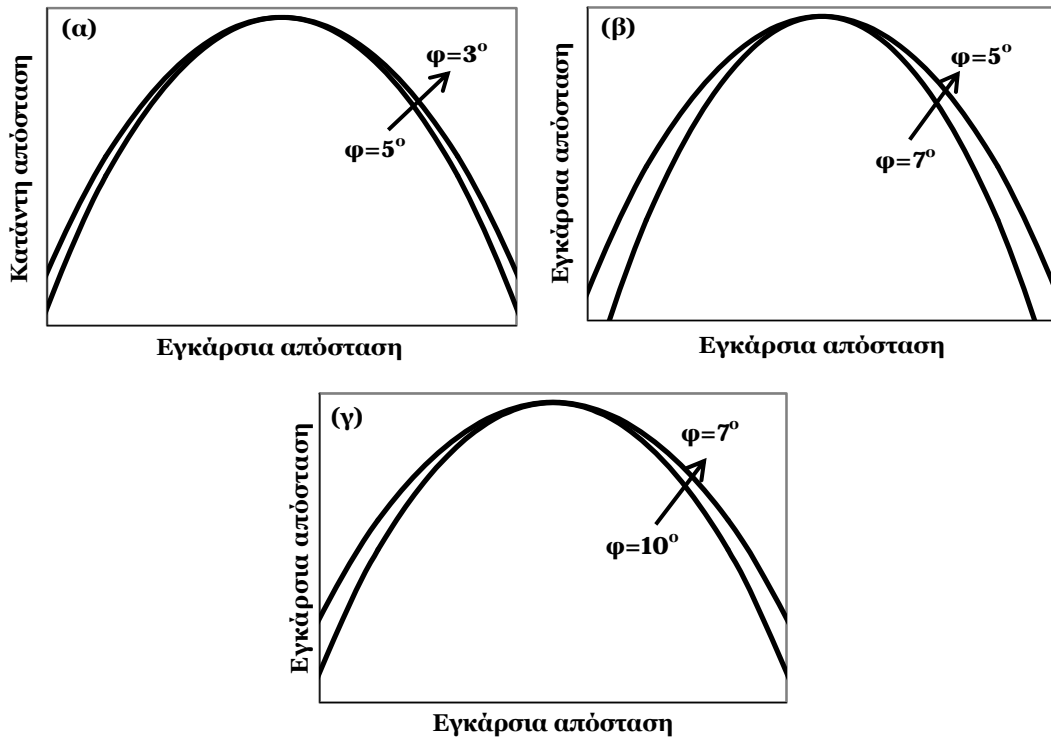 (α)
φ=3°
φ=5°
Κατάντη απόσταση
Εγκάρσια απόσταση
(β)
φ=5°
φ=7°
Εγκάρσια απόσταση
Εγκάρσια απόσταση
(γ)
φ=7°
φ=10°
Εγκάρσια απόσταση
Εγκάρσια απόσταση